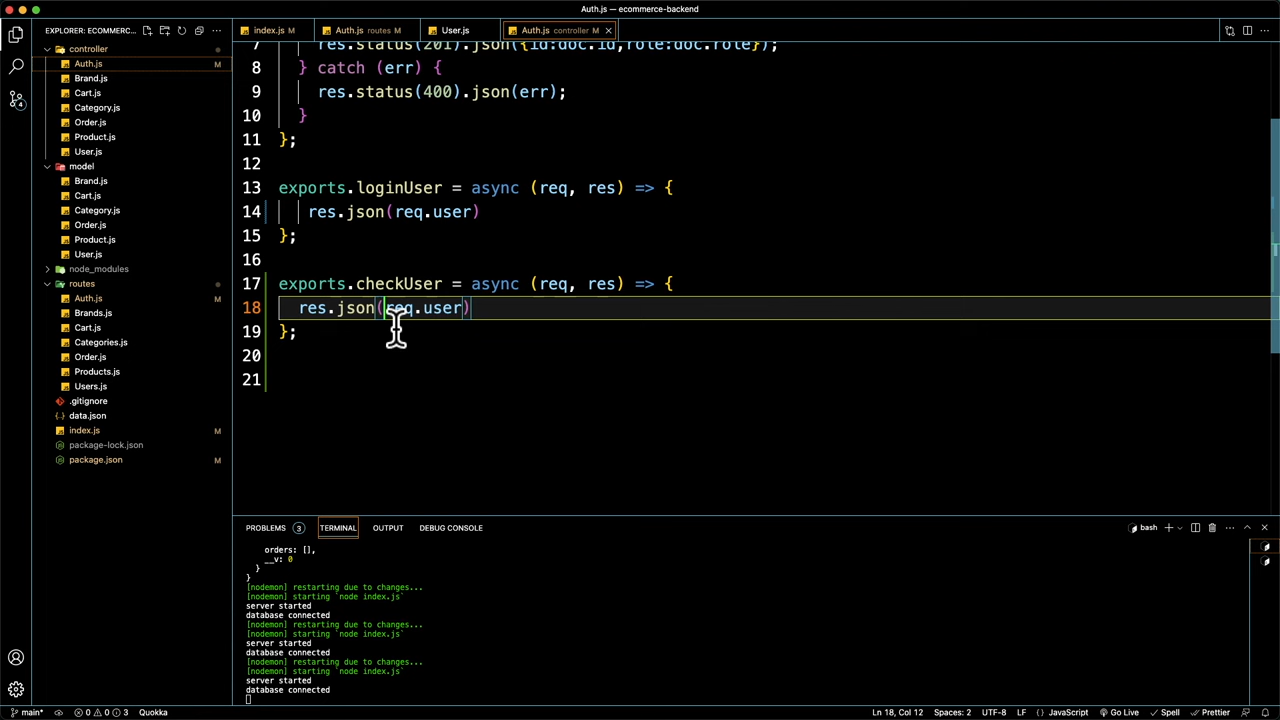 Auth.js — ecommerce-backend
EXPLORER: ECOMMERC...
index.js M
Auth.js routes M
User.js
Auth.js controller M
controller
Auth.js M
Brand.js
Cart.js
Category.js
Order.js
Product.js
User.js
model
Brand.js
Cart.js
Category.js
Order.js
Product.js
User.js
node_modules
routes
Auth.js M
Brands.js
Cart.js
Categories.js
Order.js
Products.js
Users.js
.gitignore
data.json
index.js M
package-lock.json
package.json M
7 res.status(201).json({id:doc.id,role:doc.role});
8 } catch (err) {
9 res.status(400).json(err);
10 }
11 };
12
13 exports.loginUser = async (req, res) => {
14 res.json(req.user)
15 };
16
17 exports.checkUser = async (req, res) => {
18 res.json(req.user)
19 };
20
21
PROBLEMS 3 TERMINAL OUTPUT DEBUG CONSOLE
bash
orders: [],
__v: 0
}
}
[nodemon] restarting due to changes...
[nodemon] starting `node index.js`
server started
database connected
[nodemon] restarting due to changes...
[nodemon] starting `node index.js`
server started
database connected
[nodemon] restarting due to changes...
[nodemon] starting `node index.js`
server started
database connected
4
main* 0 0 3 Quokka
Ln 18, Col 12 Spaces: 2 UTF-8 LF {} JavaScript Go Live Spell Prettier